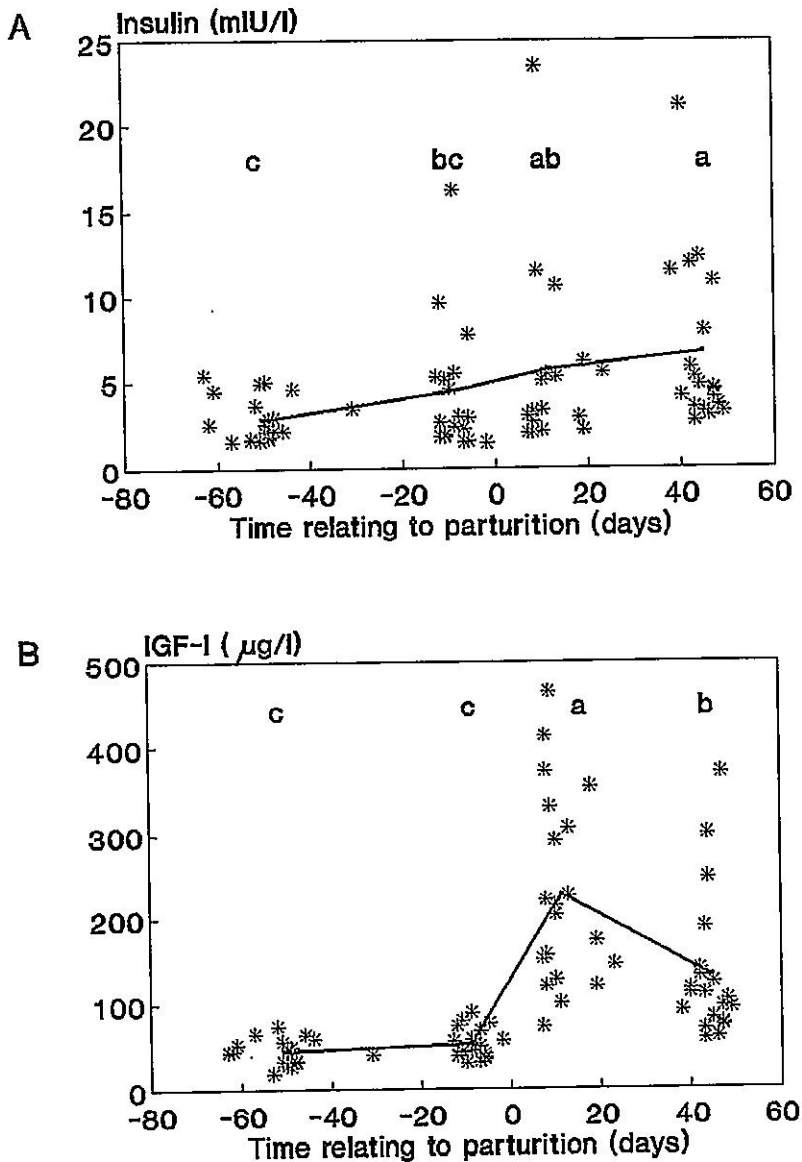 A
Insulin (mIU/l)
25
20
15
10
5
0
c
bc
ab
a
-80 -60 -40 -20 0 20 40 60
Time relating to parturition (days)
B
IGF-I ( µg/l)
500
400
300
200
100
0
c
c
a
b
-80 -60 -40 -20 0 20 40 60
Time relating to parturition (days)